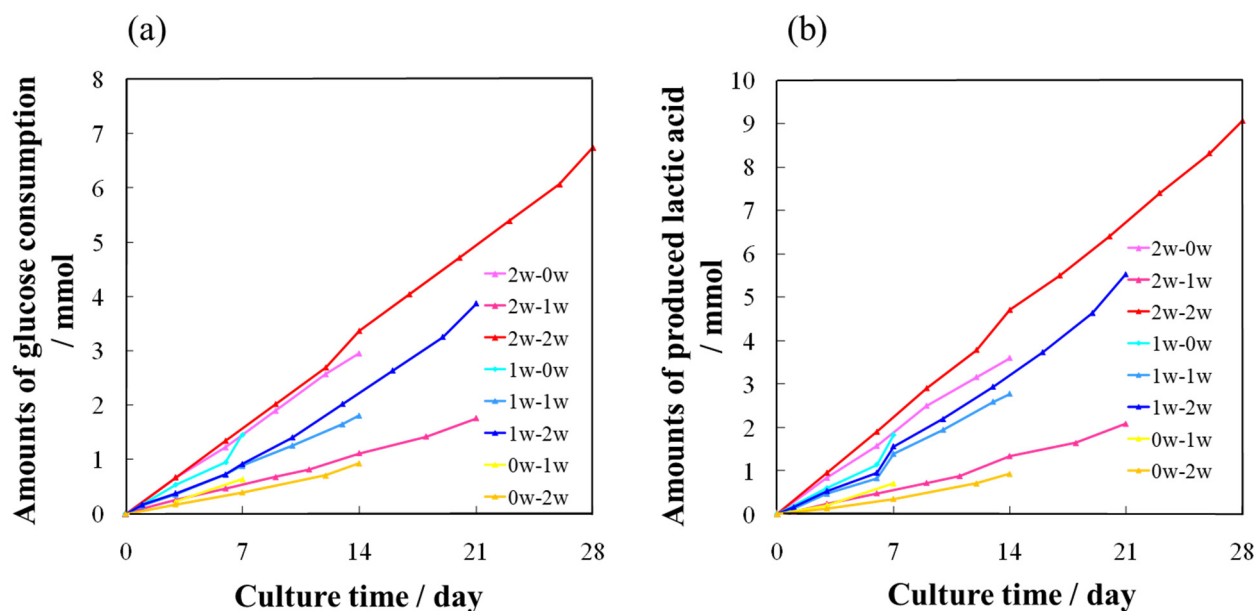 (a)
Amounts of glucose consumption
/ mmol
8
7
6
5
4
3
2
1
0
0 7 14 21 28
Culture time / day
2w-0w
2w-1w
2w-2w
1w-0w
1w-1w
1w-2w
0w-1w
0w-2w
(b)
Amounts of produced lactic acid
/ mmol
10
9
8
7
6
5
4
3
2
1
0
0 7 14 21 28
Culture time / day
2w-0w
2w-1w
2w-2w
1w-0w
1w-1w
1w-2w
0w-1w
0w-2w